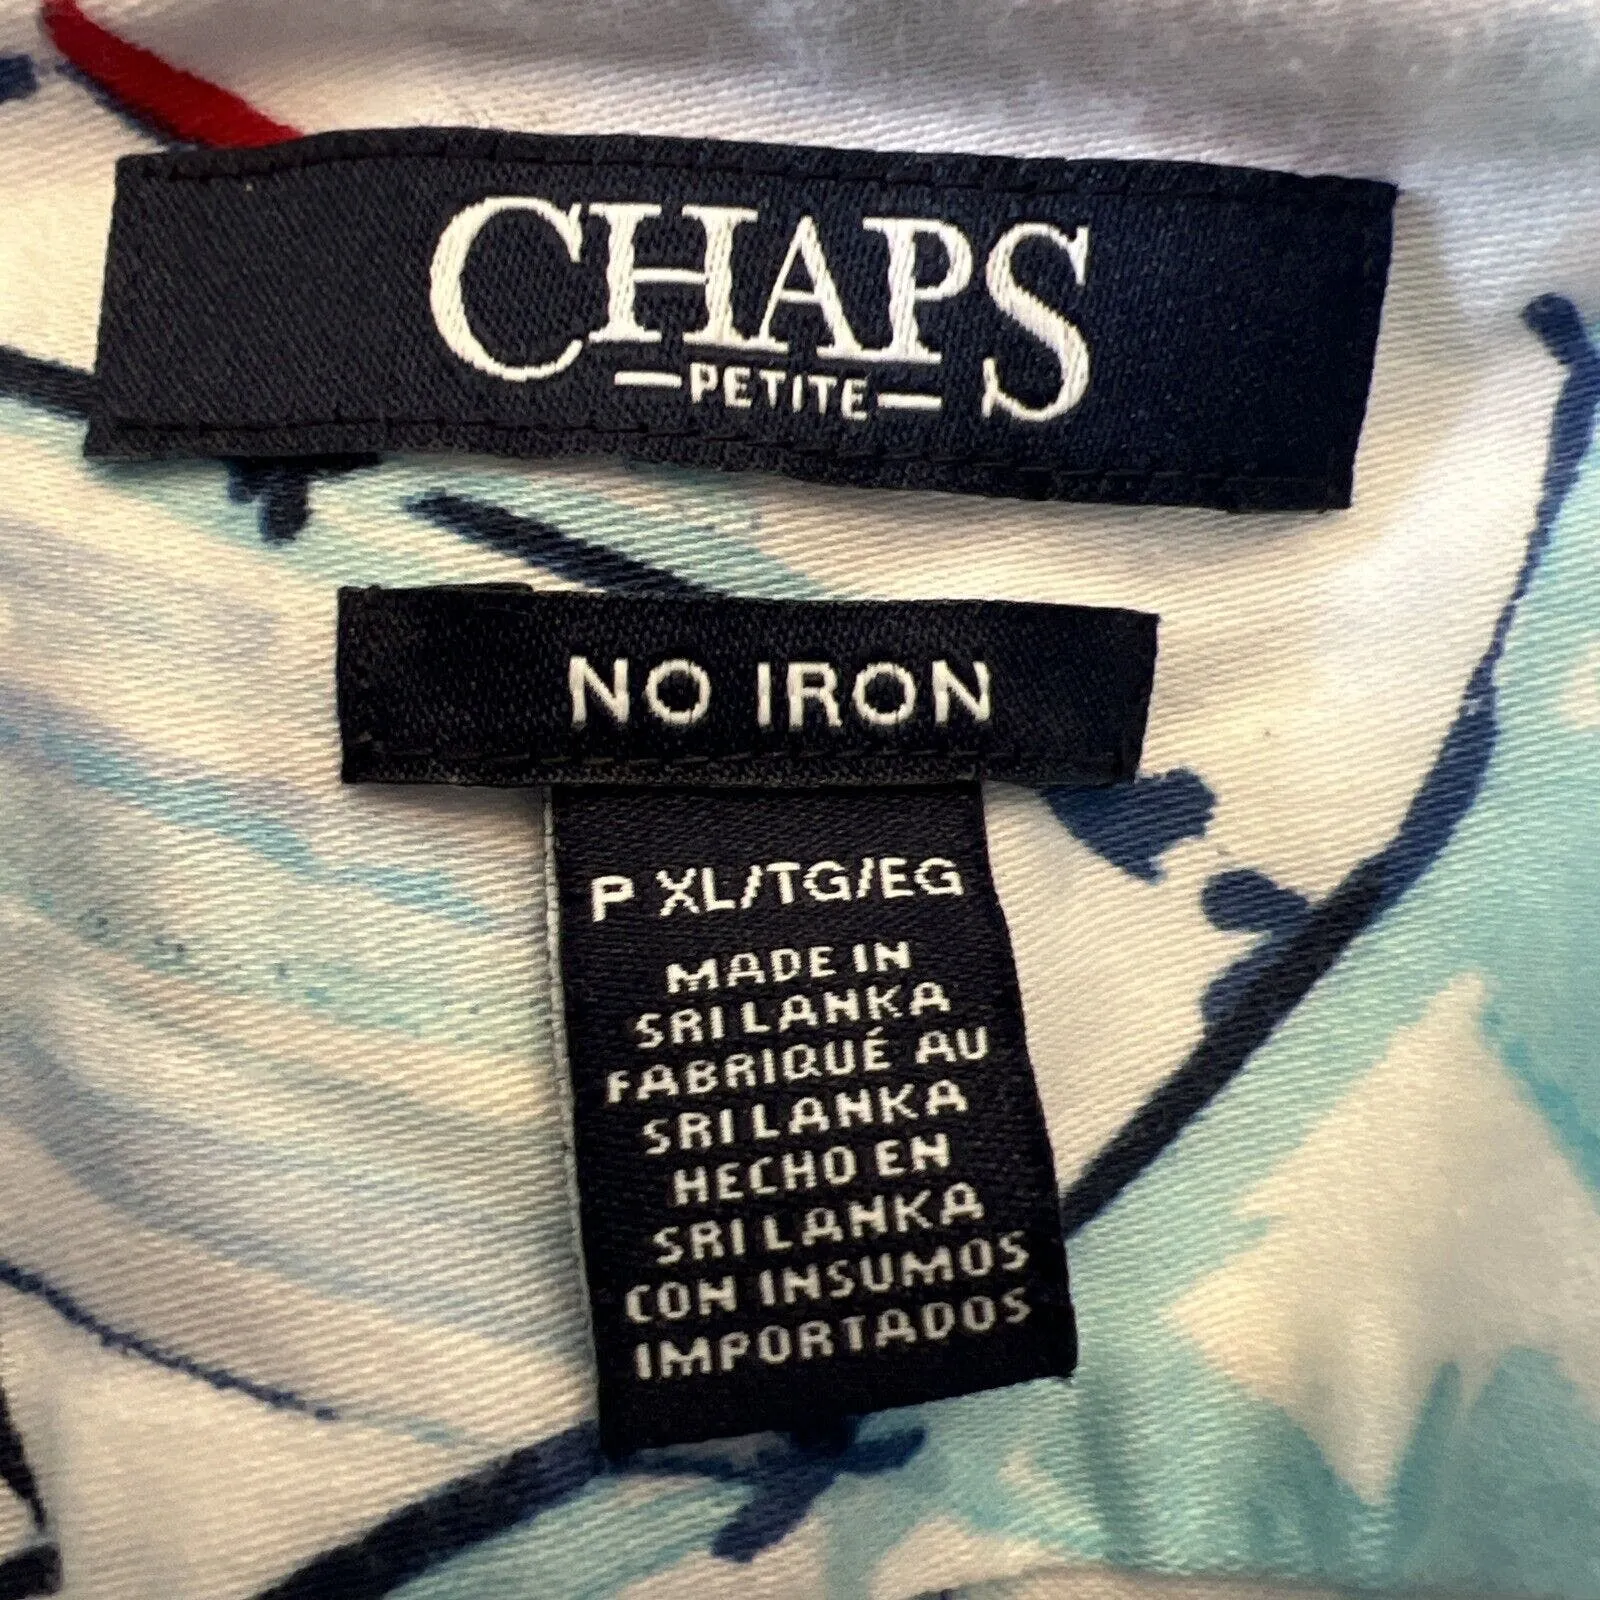 CHAPS
—PETITE—
NO IRON
P XL/TG/EG
MADE IN
SRI LANKA
FABRIQUÉ AU
SRI LANKA
HECHO EN
SRI LANKA
CON INSUMOS
IMPORTADOS